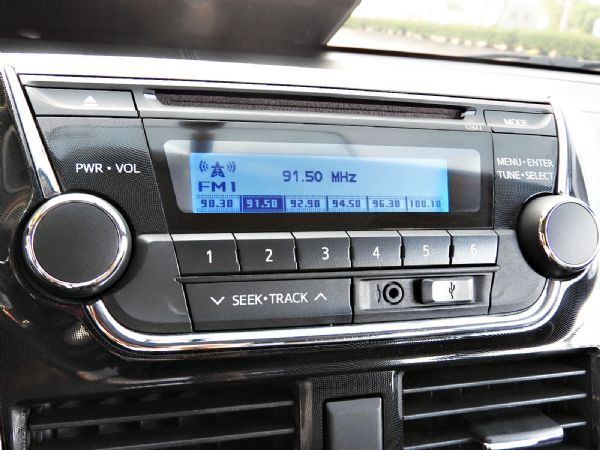 MODE
PWR • VOL
MENU • ENTER
TUNE • SELECT
91.50 MHz
FM1
90.30 91.50 92.90 94.50 96.30 100.10
1 2 3 4 5 6
SEEK • TRACK